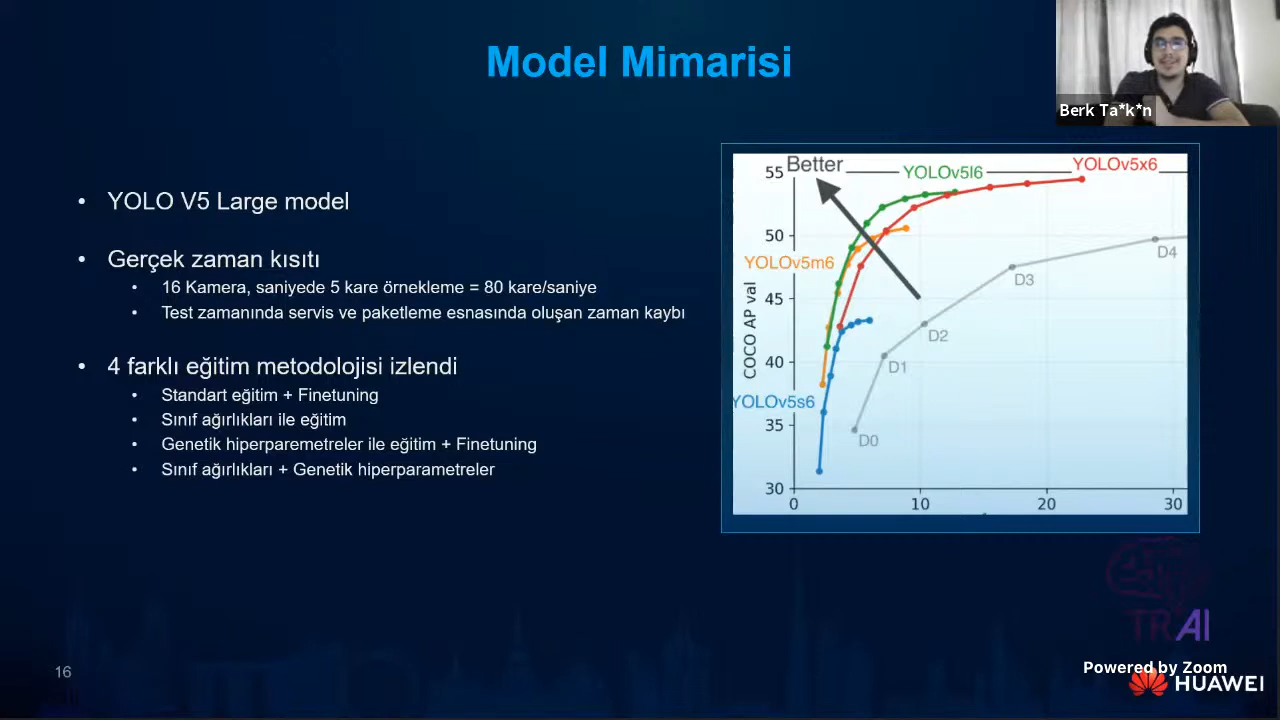 Model Mimarisi
Berk Ta*k*n
• YOLO V5 Large model
• Gerçek zaman kısıtı
• 16 Kamera, saniyede 5 kare örnekleme = 80 kare/saniye
• Test zamanında servis ve paketleme esnasında oluşan zaman kaybı
• 4 farklı eğitim metodolojisi izlendi
• Standart eğitim + Finetuning
• Sınıf ağırlıkları ile eğitim
• Genetik hiperparemetreler ile eğitim + Finetuning
• Sınıf ağırlıkları + Genetik hiperparametreler
Better
YOLOv5l6
YOLOv5x6
YOLOv5m6
YOLOv5s6
D0
D1
D2
D3
D4
COCO AP val
55
50
45
40
35
30
0 10 20 30
TRAI
Powered by Zoom
HUAWEI
16